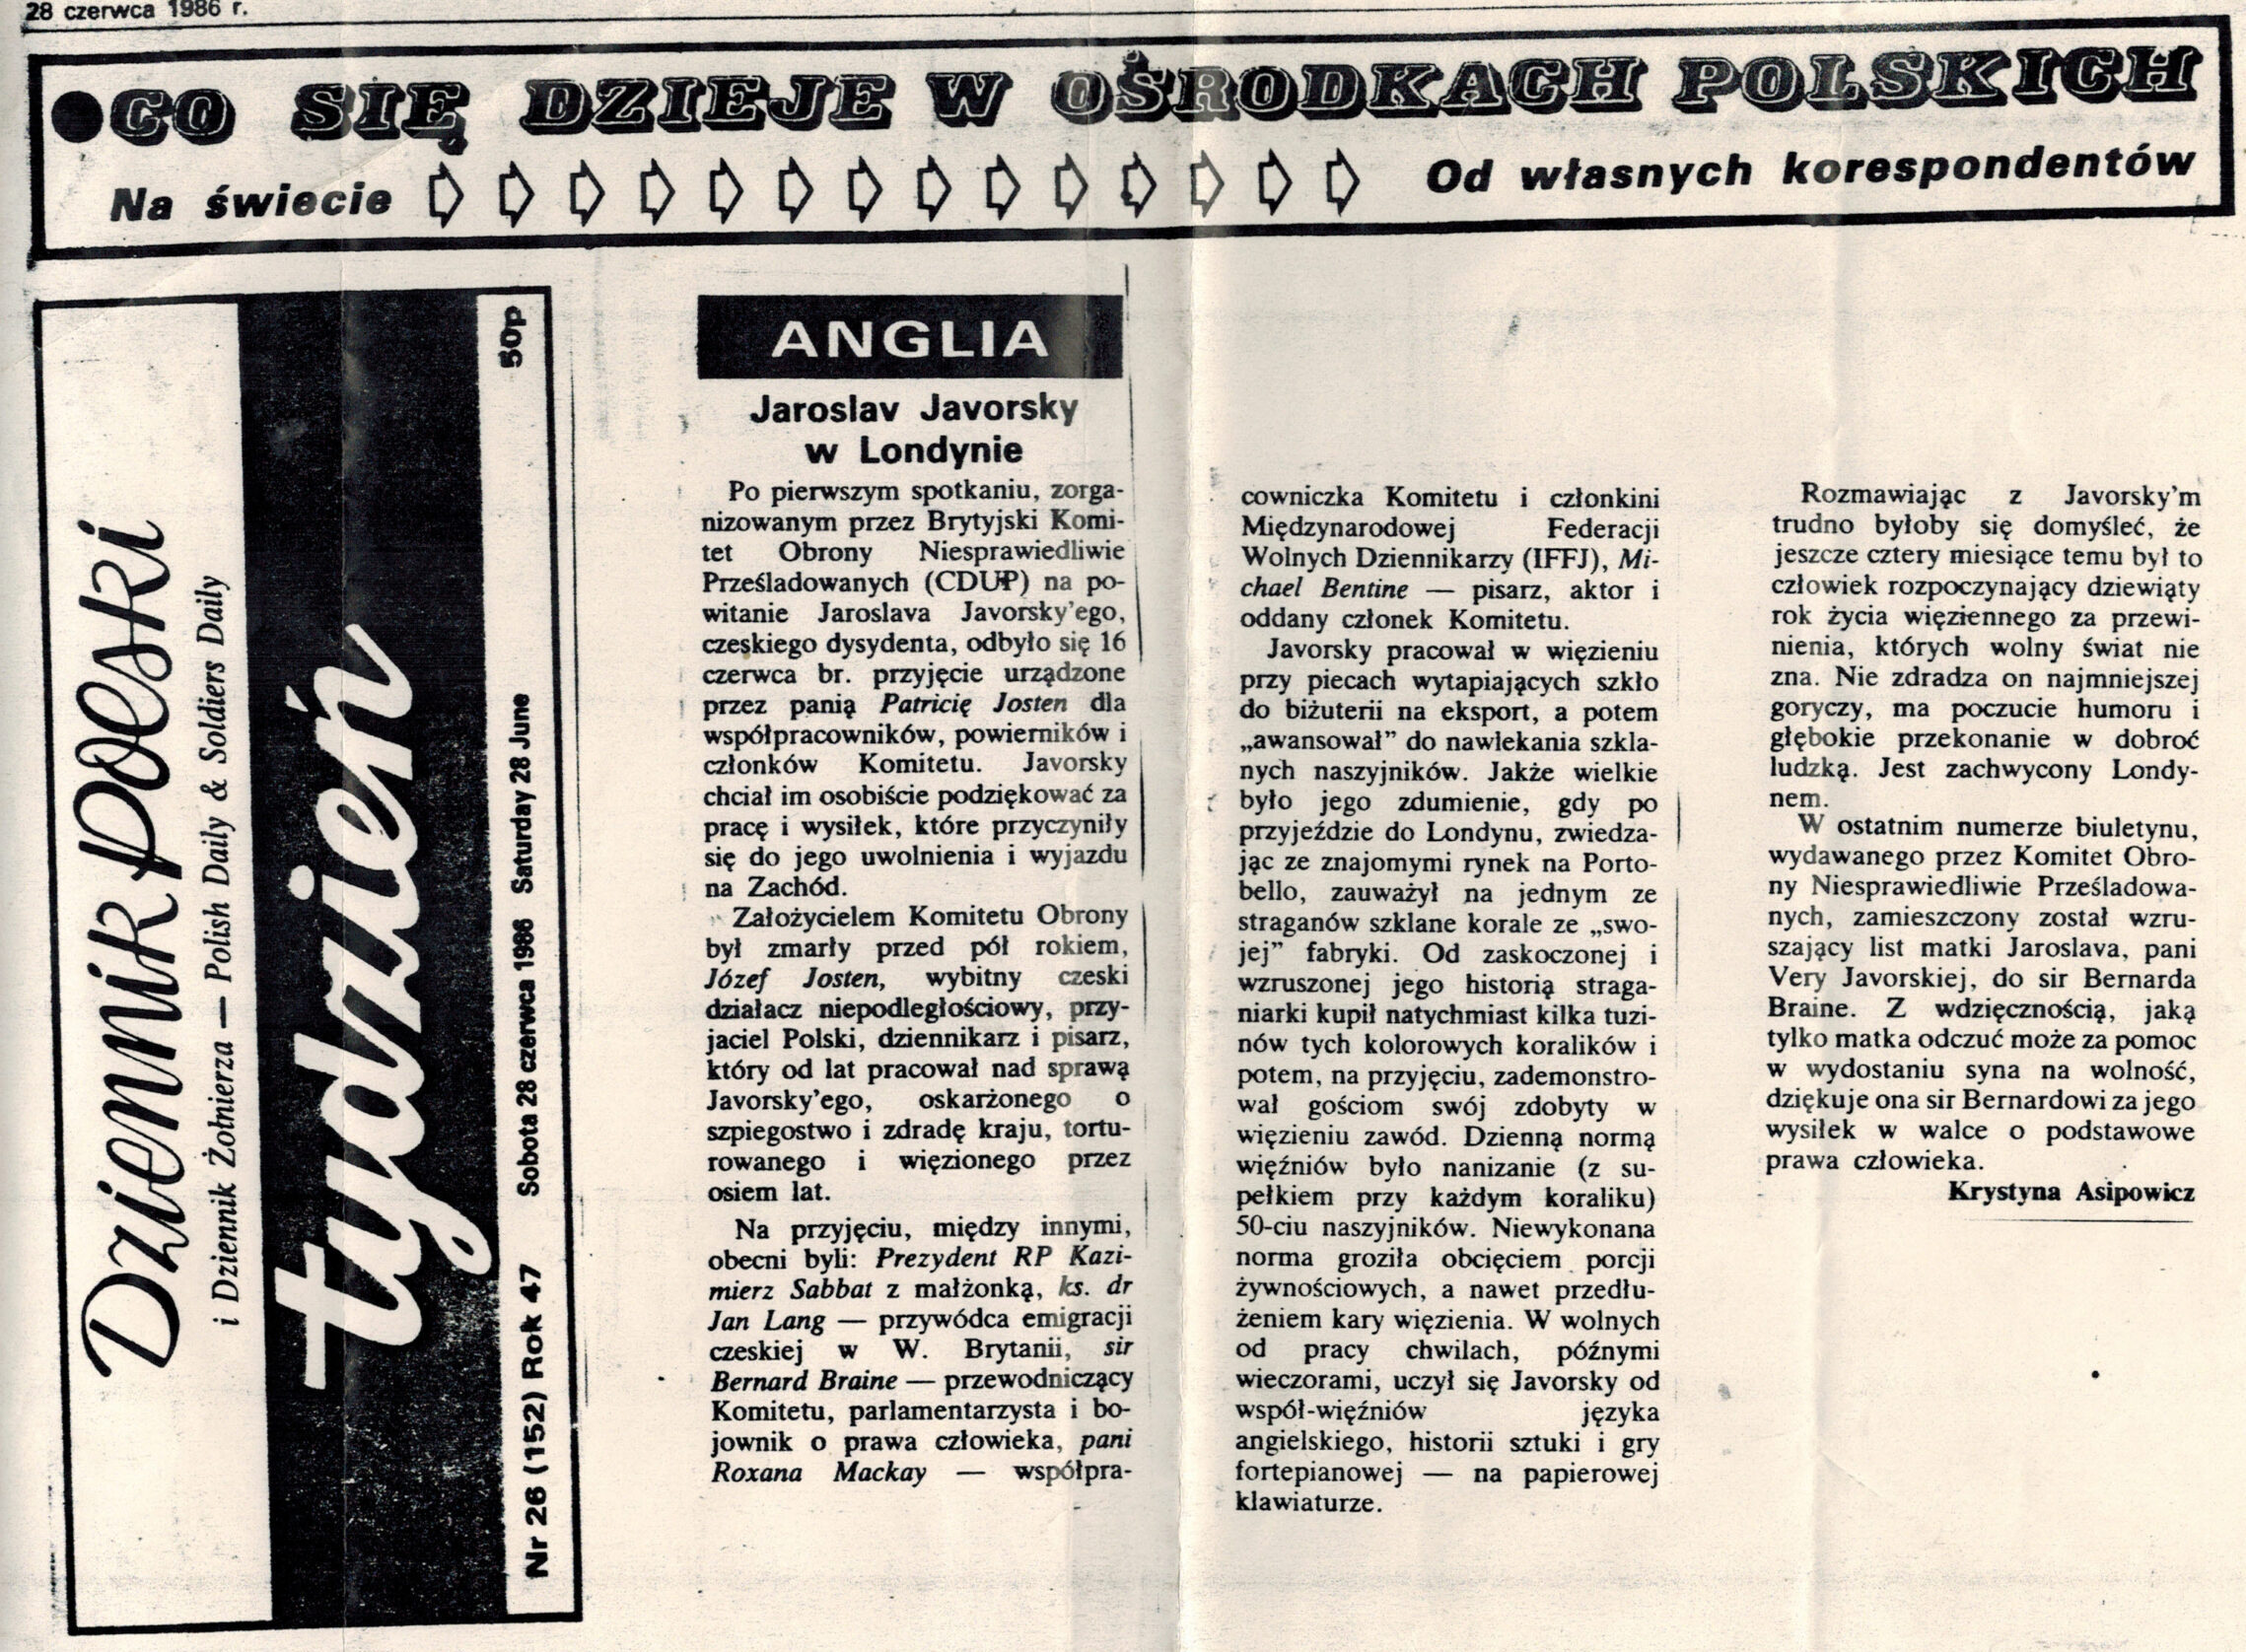 28 czerwca 1986 r.
CO SIĘ DZIEJE W OŚRODKACH POLSKICH
Na świecie
Od własnych korespondentów
Dziennik Polski
i Dziennik Żołnierza — Polish Daily & Soldiers Daily
tydzień
Nr 26 (152) Rok 47 Sobota 28 czerwca 1986 Saturday 28 June 50p
ANGLIA
Jaroslav Javorsky
w Londynie
Po pierwszym spotkaniu, zorga-
nizowanym przez Brytyjski Komi-
tet Obrony Niesprawiedliwie
Prześladowanych (CDUP) na po-
witanie Jaroslava Javorsky'ego,
czeskiego dysydenta, odbyło się 16
czerwca br. przyjęcie urządzone
przez panią Patricię Josten dla
współpracowników, powierników i
członków Komitetu. Javorsky
chciał im osobiście podziękować za
pracę i wysiłek, które przyczyniły
się do jego uwolnienia i wyjazdu
na Zachód.
Założycielem Komitetu Obrony
był zmarły przed pół rokiem,
Józef Josten, wybitny czeski
działacz niepodległościowy, przy-
jaciel Polski, dziennikarz i pisarz,
który od lat pracował nad sprawą
Javorsky'ego, oskarżonego o
szpiegostwo i zdradę kraju, tortu-
rowanego i więzionego przez
osiem lat.
Na przyjęciu, między innymi,
obecni byli: Prezydent RP Kazi-
mierz Sabbat z małżonką, ks. dr
Jan Lang — przywódca emigracji
czeskiej w W. Brytanii, sir
Bernard Braine — przewodniczący
Komitetu, parlamentarzysta i bo-
jownik o prawa człowieka, pani
Roxana Mackay — współpra-
cowniczka Komitetu i członkini
Międzynarodowej Federacji
Wolnych Dziennikarzy (IFFJ), Mi-
chael Bentine — pisarz, aktor i
oddany członek Komitetu.
Javorsky pracował w więzieniu
przy piecach wytapiających szkło
do biżuterii na eksport, a potem
„awansował” do nawlekania szkla-
nych naszyjników. Jakże wielkie
było jego zdumienie, gdy po
przyjeździe do Londynu, zwiedza-
jąc ze znajomymi rynek na Porto-
bello, zauważył na jednym ze
straganów szklane korale ze „swo-
jej” fabryki. Od zaskoczonej i
wzruszonej jego historią straga-
niarki kupił natychmiast kilka tuzi-
nów tych kolorowych koralików i
potem, na przyjęciu, zademonstro-
wał gościom swój zdobyty w
więzieniu zawód. Dzienną normą
więźniów było nanizanie (z su-
pełkiem przy każdym koraliku)
50-ciu naszyjników. Niewykonana
norma groziła obcięciem porcji
żywnościowych, a nawet przedłu-
żeniem kary więzienia. W wolnych
od pracy chwilach, późnymi
wieczorami, uczył się Javorsky od
współ-więźniów języka
angielskiego, historii sztuki i gry
fortepianowej — na papierowej
klawiaturze.
Rozmawiając z Javorsky'm
trudno byłoby się domyśleć, że
jeszcze cztery miesiące temu był to
człowiek rozpoczynający dziewiąty
rok życia więziennego za przewi-
nienia, których wolny świat nie
zna. Nie zdradza on najmniejszej
goryczy, ma poczucie humoru i
głębokie przekonanie w dobroć
ludzką. Jest zachwycony Londy-
nem.
W ostatnim numerze biuletynu,
wydawanego przez Komitet Obro-
ny Niesprawiedliwie Prześladowa-
nych, zamieszczony został wzru-
szający list matki Jaroslava, pani
Very Javorskiej, do sir Bernarda
Braine. Z wdzięcznością, jaką
tylko matka odczuć może za pomoc
w wydostaniu syna na wolność,
dziękuje ona sir Bernardowi za jego
wysiłek w walce o podstawowe
prawa człowieka.
Krystyna Asipowicz